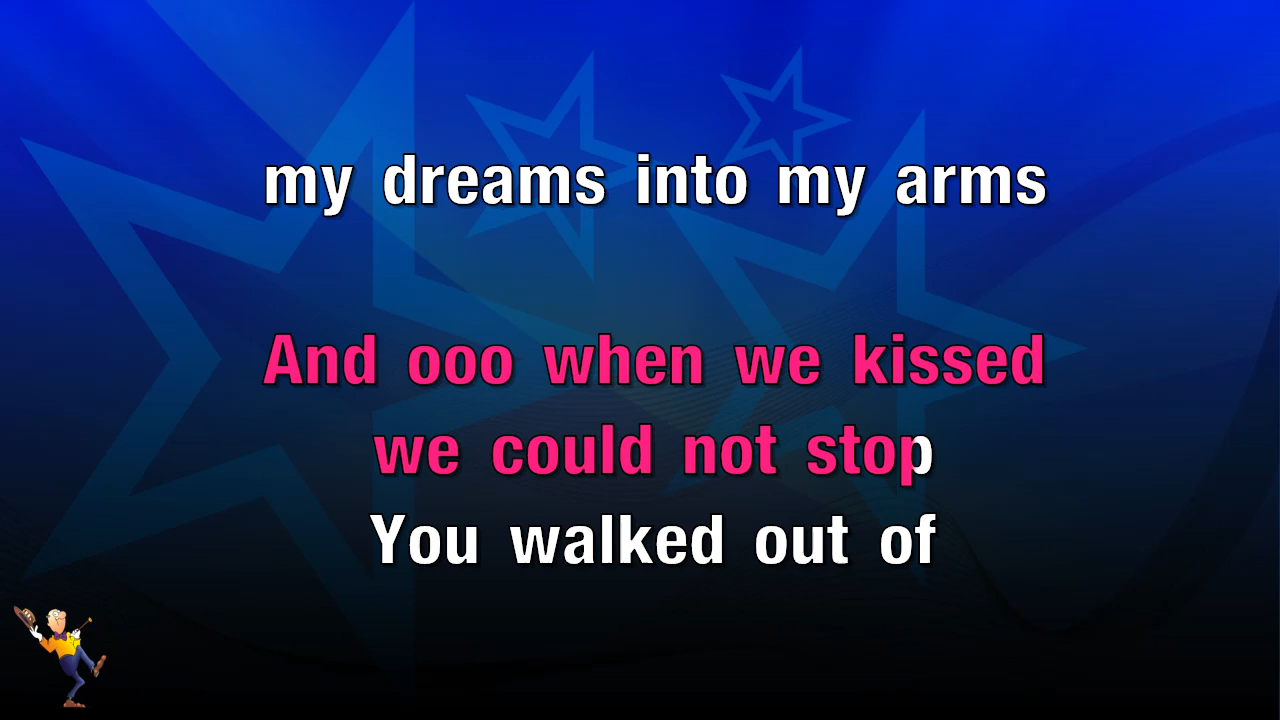 my dreams into my arms
And ooo when we kissed
we could not stop
You walked out of